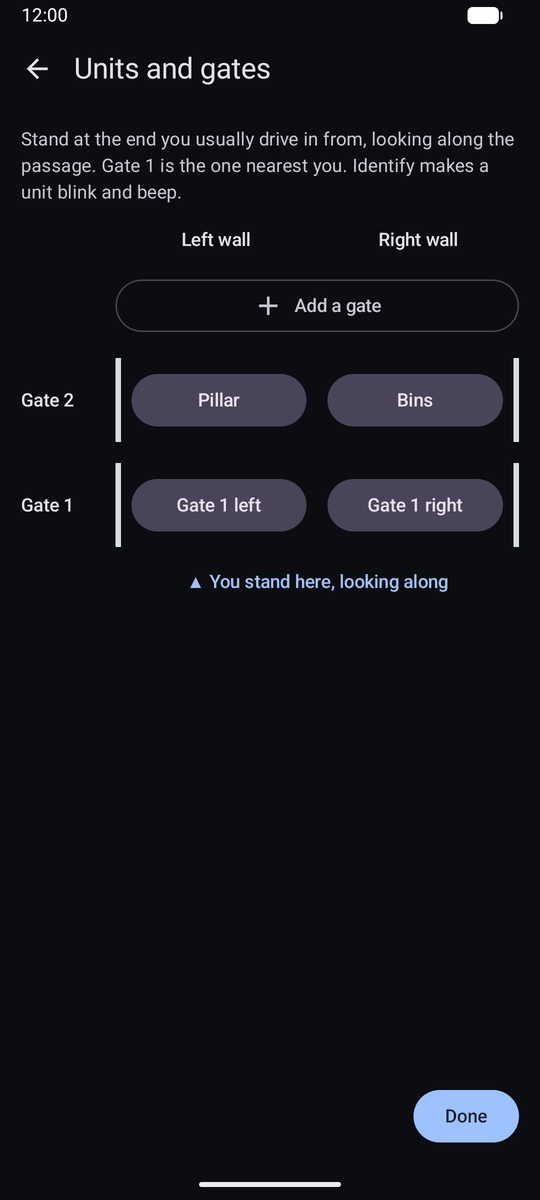 12:00
Units and gates
Stand at the end you usually drive in from, looking along the
passage. Gate 1 is the one nearest you. Identify makes a
unit blink and beep.
Left wall Right wall
Add a gate
Gate 2 Pillar Bins
Gate 1 Gate 1 left Gate 1 right
▲ You stand here, looking along
Done